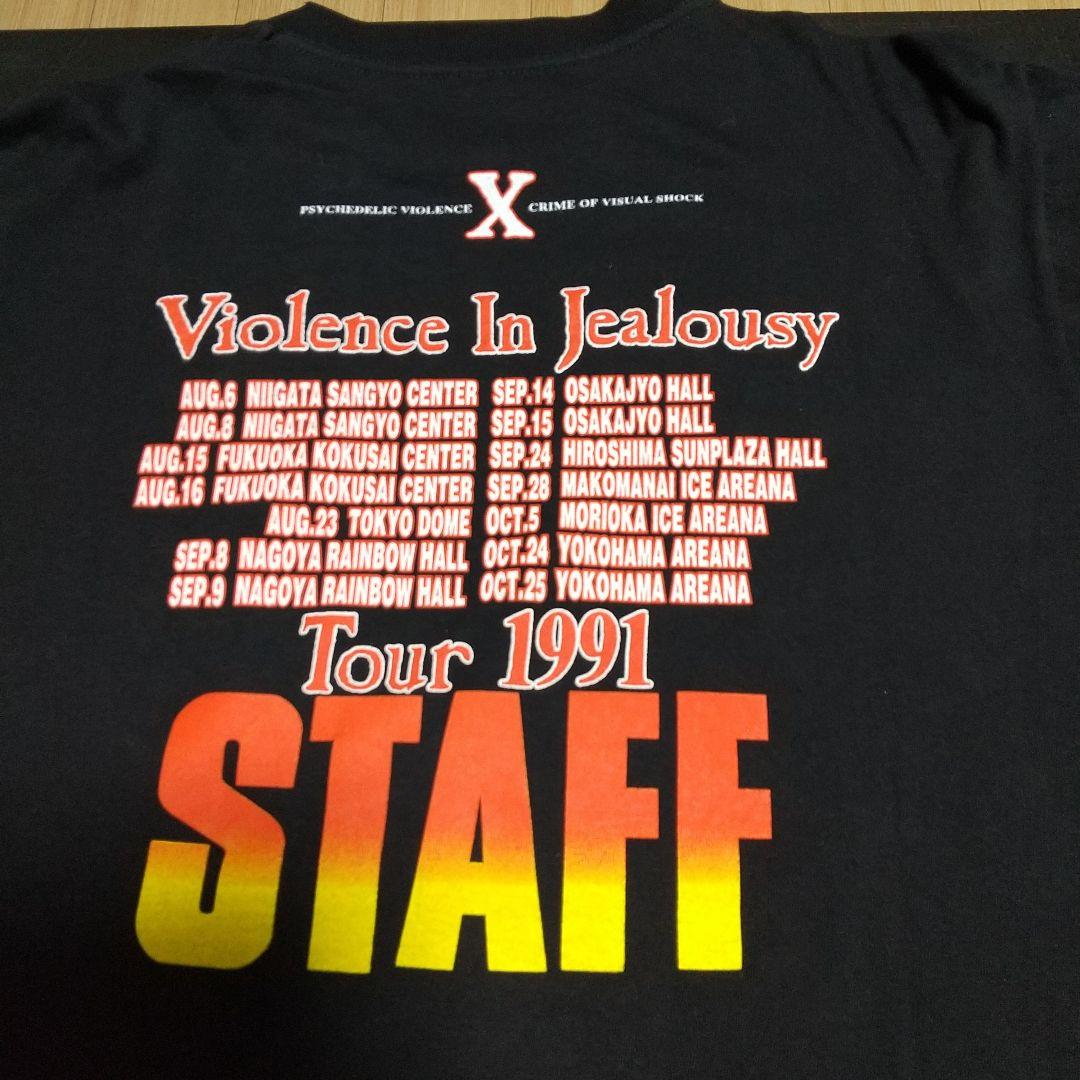 PSYCHEDELIC VIOLENCE X CRIME OF VISUAL SHOCK
Violence In Jealousy
AUG.6 NIIGATA SANGYO CENTER SEP.14 OSAKAJYO HALL
AUG.8 NIIGATA SANGYO CENTER SEP.15 OSAKAJYO HALL
AUG.15 FUKUOKA KOKUSAI CENTER SEP.24 HIROSHIMA SUNPLAZA HALL
AUG.16 FUKUOKA KOKUSAI CENTER SEP.28 MAKOMANAI ICE AREANA
AUG.23 TOKYO DOME OCT.5 MORIOKA ICE AREANA
SEP.8 NAGOYA RAINBOW HALL OCT.24 YOKOHAMA AREANA
SEP.9 NAGOYA RAINBOW HALL OCT.25 YOKOHAMA AREANA
Tour 1991
STAFF